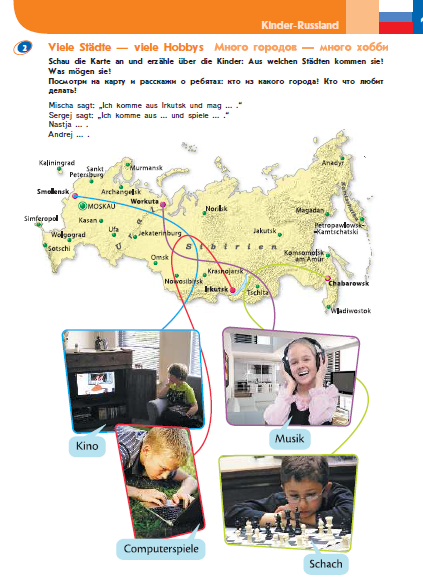 Kinder-Russland
2
Viele Städte — viele Hobbys Много городов — много хобби
Schau die Karte an und erzähle über die Kinder: Aus welchen Städten kommen sie!
Was mögen sie!
Посмотри на карту и расскажи о ребятах: кто из какого города! Кто что любит
делать!
Mischa sagt: „Ich komme aus Irkutsk und mag ... .“
Sergej sagt: „Ich komme aus ... und spiele ... .“
Nastja ... .
Andrej ... .
Kaliningrad
Sankt
Petersburg
Murmansk
Anadyr
Smolensk
Archangelsk
MOSKAU
Workuta
Norilsk
Magadan
Simferopol
Kasan
Petropawlowsk-
Kamtschatski
Wolgograd
Ufa
Jekaterinburg
Jakutsk
Sotschi
Ural
Sibirien
Omsk
Komsomolsk
am Amur
Krasnojarsk
Nowosibirsk
Irkutsk
Tschita
Chabarowsk
Wladiwostok
Kino
Musik
Computerspiele
Schach